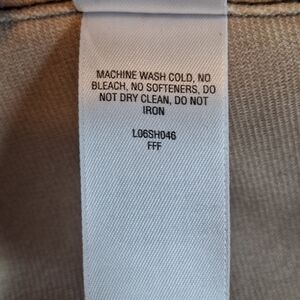 MACHINE WASH COLD, NO
BLEACH, NO SOFTENERS, DO
NOT DRY CLEAN, DO NOT
IRON
L06SH046
FFF